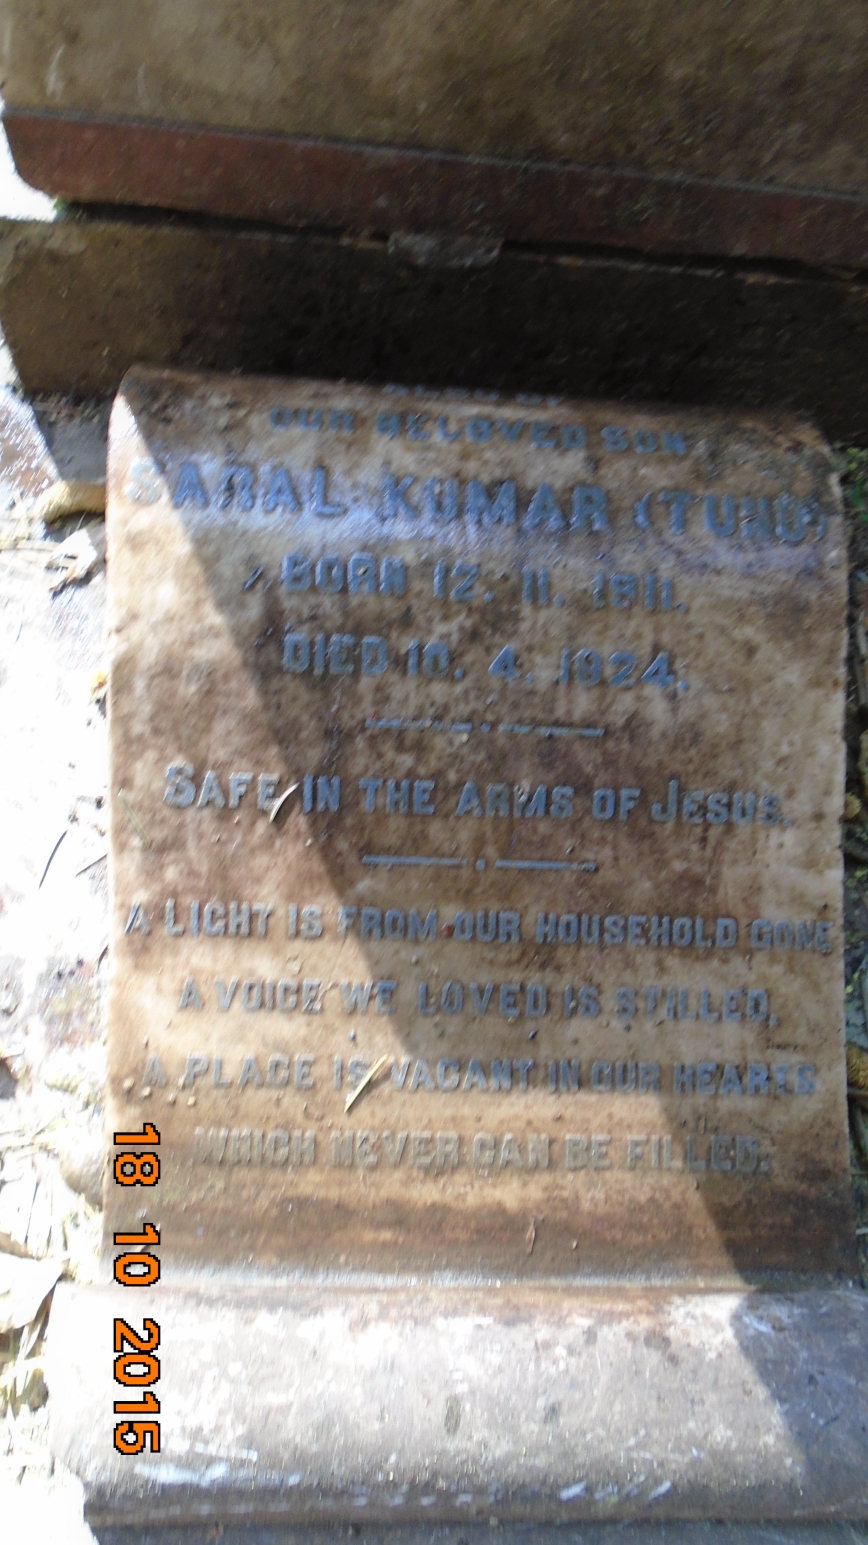 OUR BELOVED SON
SARAL KUMAR (TUNU)
BORN 12. 11. 1911.
DIED 10. 4. 1924.
SAFE IN THE ARMS OF JESUS.
A LIGHT IS FROM OUR HOUSEHOLD GONE
A VOICE WE LOVED IS STILLED,
A PLACE IS VACANT IN OUR HEARTS
WHICH NEVER CAN BE FILLED.
18 10 2015